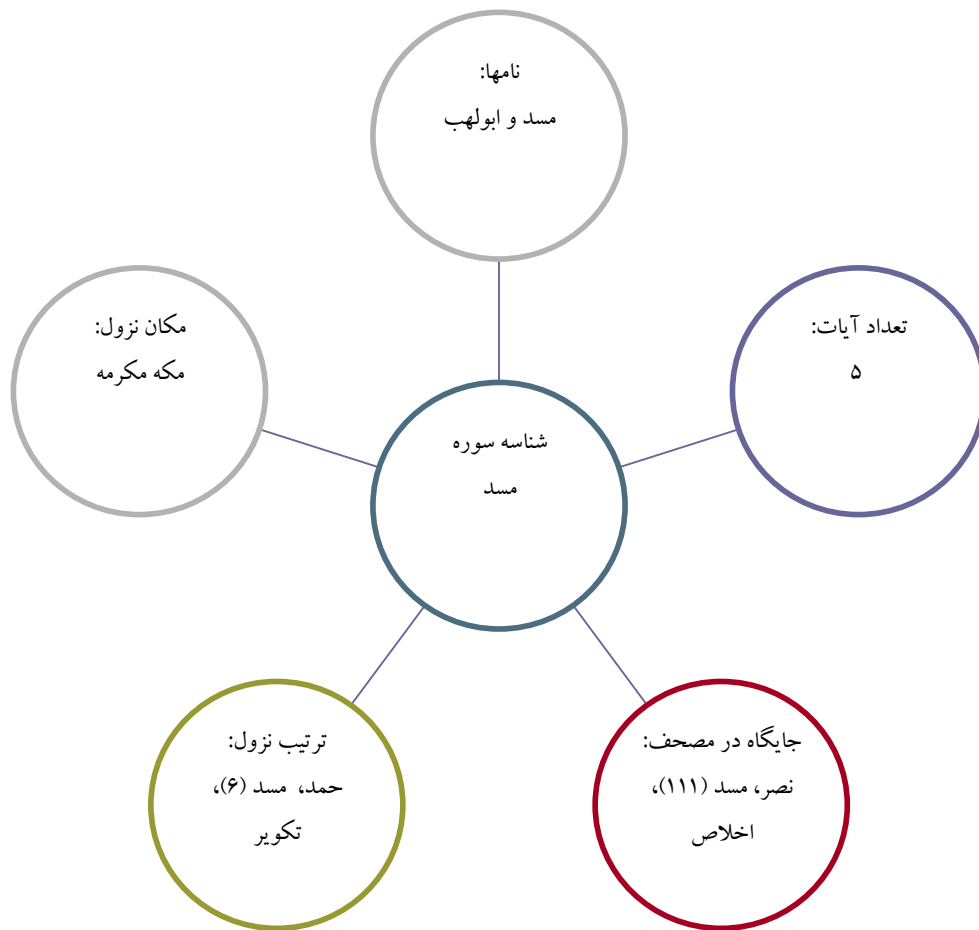 نامها:
مسد و ابولهب
تعداد آیات:
۵
مکان نزول:
مکه مکرمه
شناسه سوره
مسد
جایگاه در مصحف:
نصر، مسد (۱۱۱)،
اخلاص
ترتیب نزول:
حمد، مسد (۶)،
تکویر